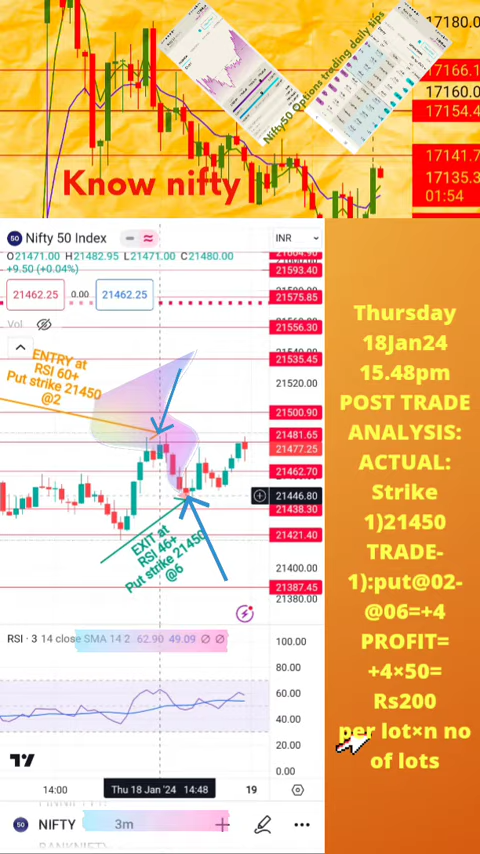 Nifty50 Options trading daily tips
17180.0
17166.1
17160.0
17154.4
17141.7
17135.3
01:54
Know nifty
50 Nifty 50 Index
INR
O21471.00 H21482.95 L21471.00 C21480.00
+9.50 (+0.04%)
21593.40
21462.25 0.00 21462.25
21575.85
Vol
21556.30
ENTRY at
RSI 60+
Put strike 21450
@2
21535.45
21520.00
21500.90
21481.65
21477.25
21462.70
21446.80
21438.30
21421.40
21400.00
21387.45
21380.00
EXIT at
RSI 46+
Put strike 21450
@6
RSI · 3 14 close SMA 14 2 62.90 49.09 ∅ ∅
100.00
80.00
60.00
40.00
20.00
0.00
14:00
Thu 18 Jan '24 14:48
19
50 NIFTY 3m
BANKNIFTY
Thursday
18Jan24
15.48pm
POST TRADE
ANALYSIS:
ACTUAL:
Strike
1)21450
TRADE-
1):put@02-
@06=+4
PROFIT=
+4×50=
Rs200
per lot×n no
of lots